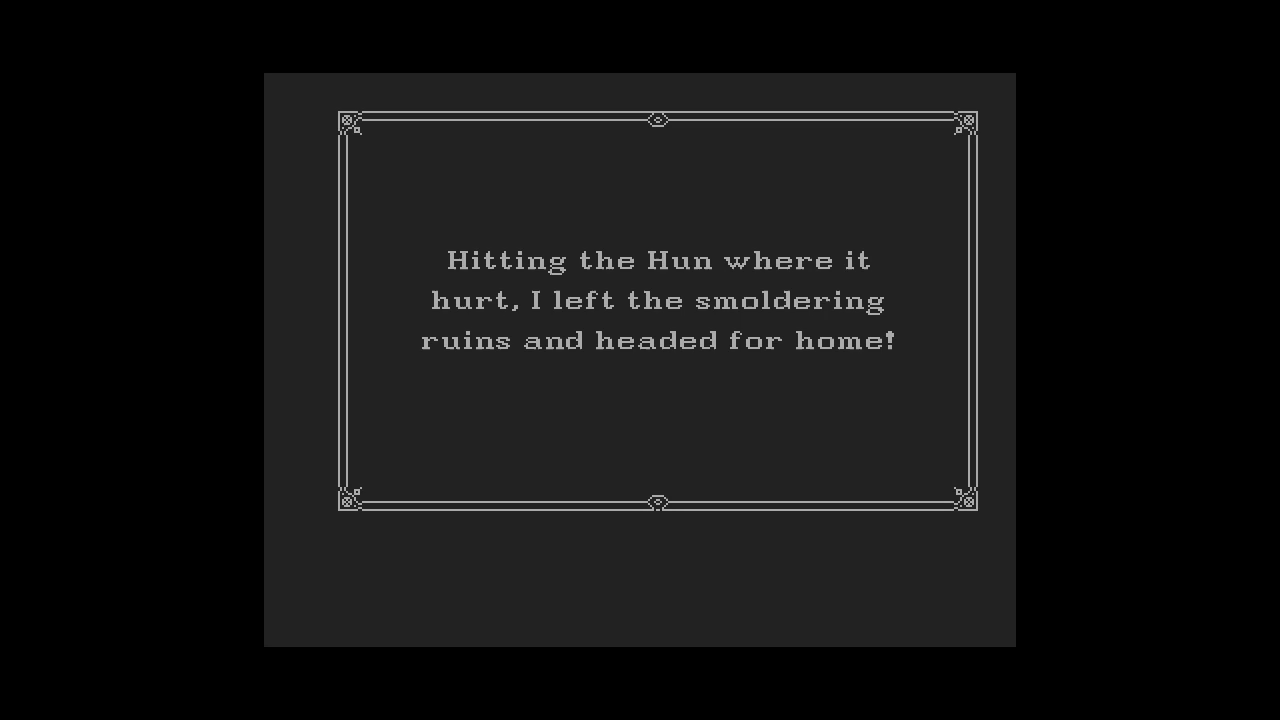 Hitting the Hun where it
hurt, I left the smoldering
ruins and headed for home!